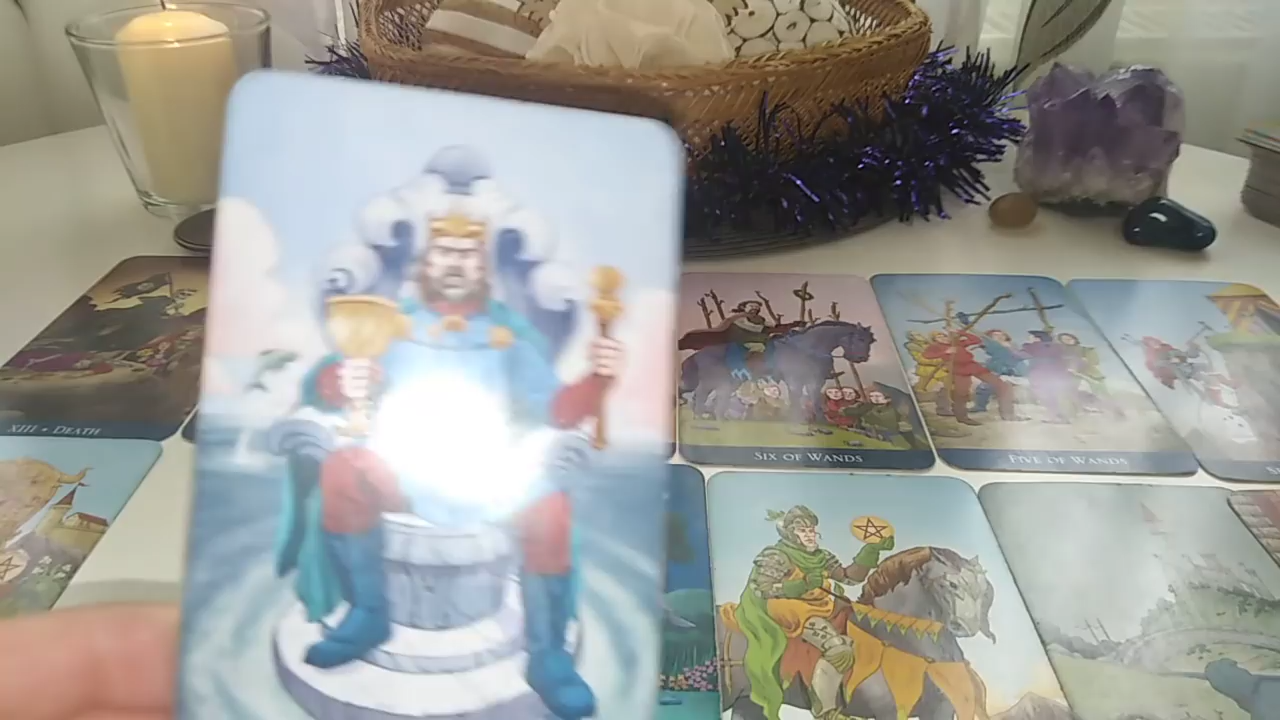 XIII • DEATH
SIX OF WANDS
FIVE OF WANDS